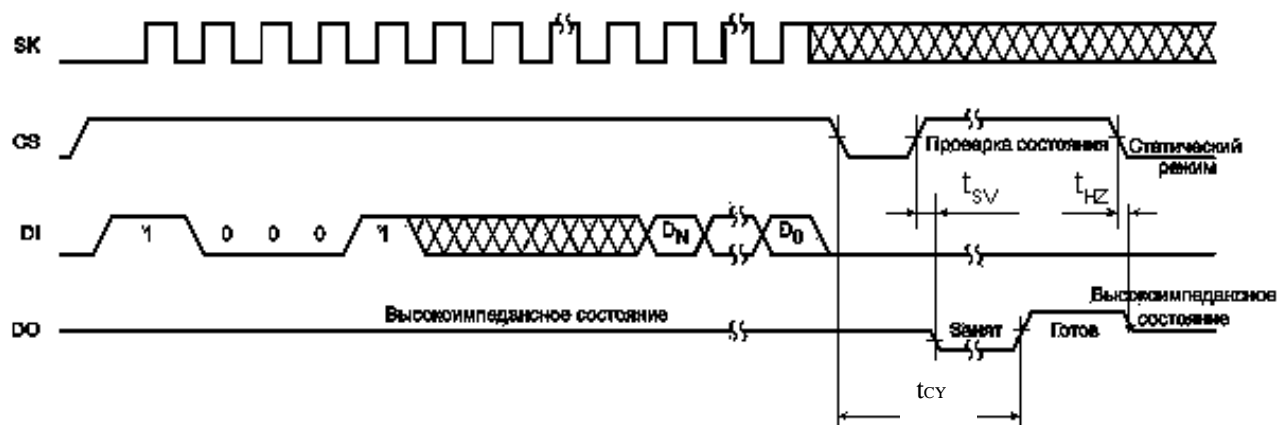 SK
CS
Проверка состояния
Статический режим
tSV
tHZ
DI
1 0 0 0 1 DN D0
DO
Высокоимпедансное состояние
Занят
Готов
Высокоимпедансное состояние
tCY